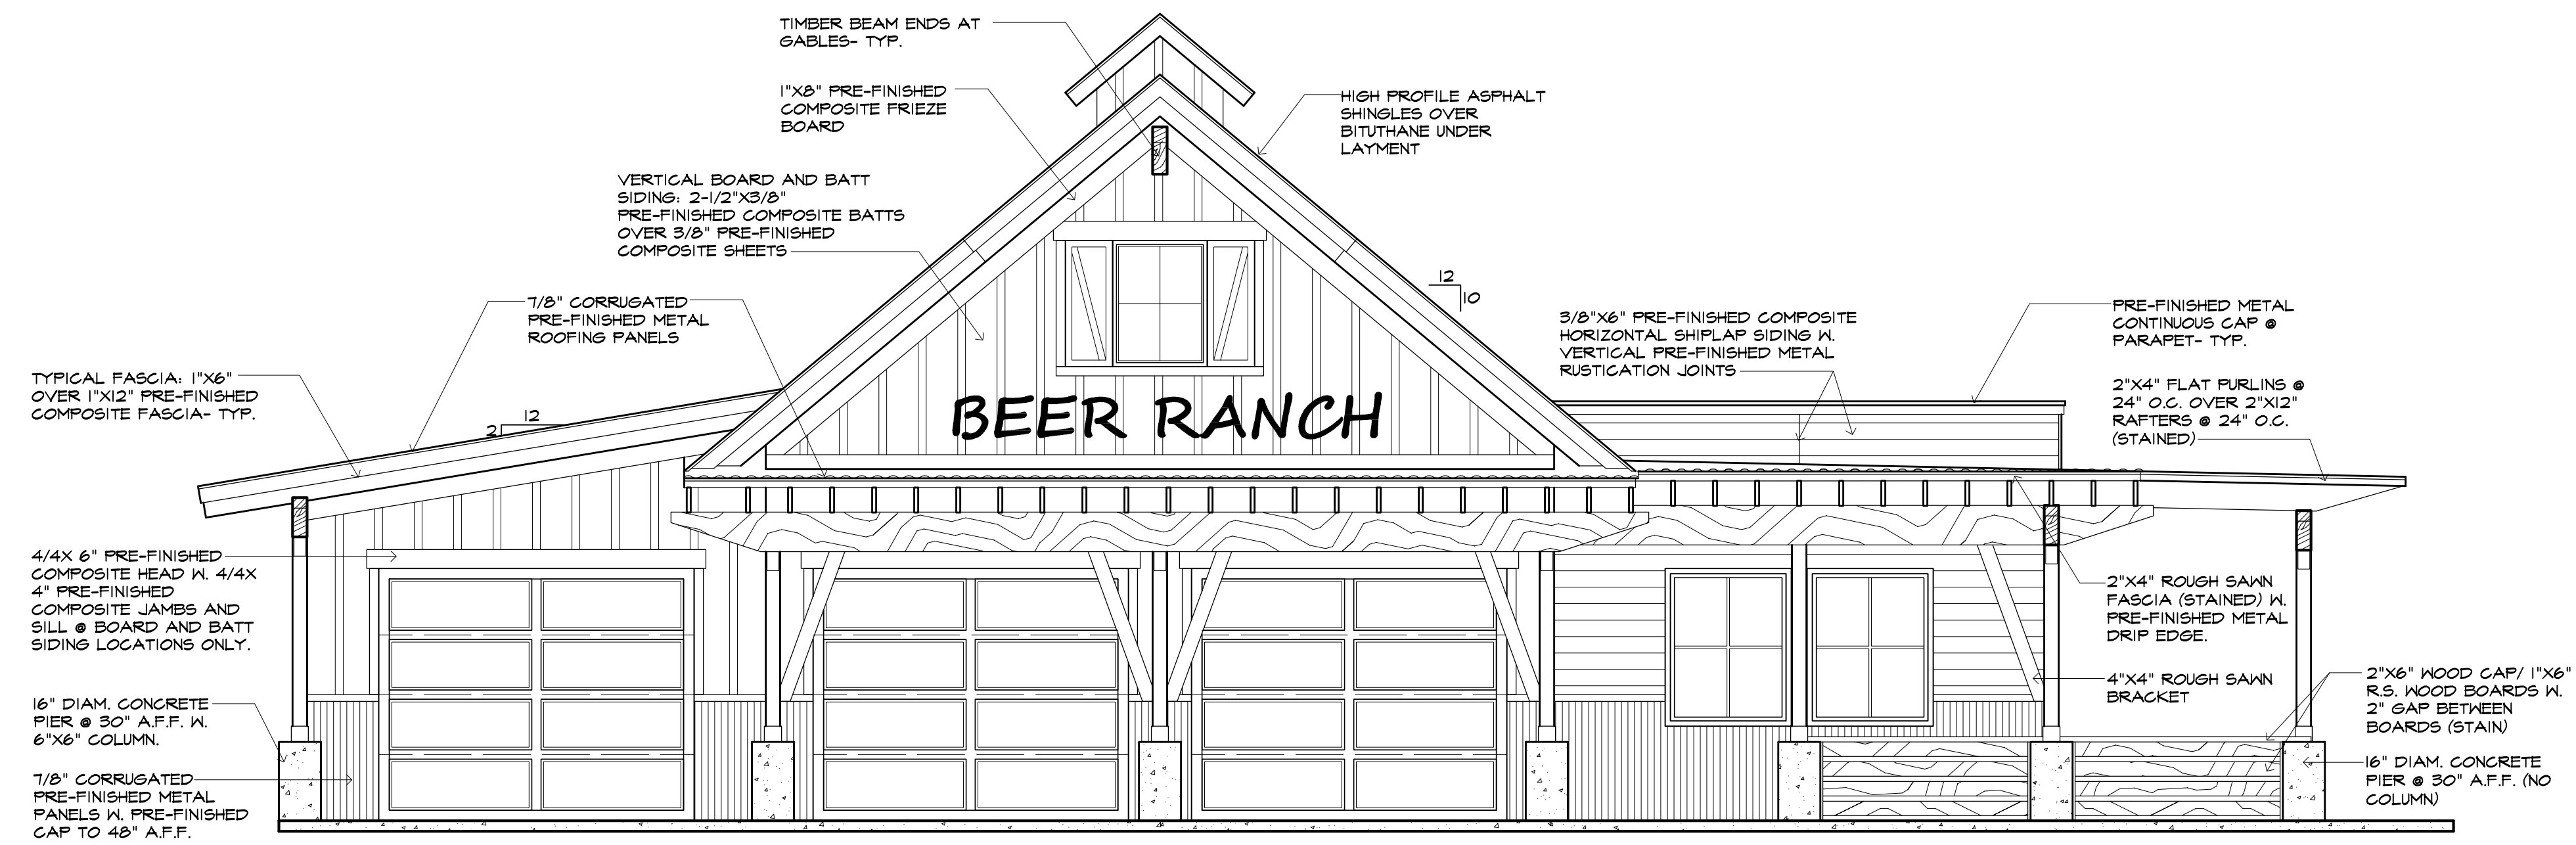 TIMBER BEAM ENDS AT
GABLES- TYP.
1"X8" PRE-FINISHED
COMPOSITE FRIEZE
BOARD
HIGH PROFILE ASPHALT
SHINGLES OVER
BITUTHANE UNDER
LAYMENT
VERTICAL BOARD AND BATT
SIDING: 2-1/2"X3/8"
PRE-FINISHED COMPOSITE BATTS
OVER 3/8" PRE-FINISHED
COMPOSITE SHEETS
12
10
7/8" CORRUGATED
PRE-FINISHED METAL
ROOFING PANELS
3/8"X6" PRE-FINISHED COMPOSITE
HORIZONTAL SHIPLAP SIDING W.
VERTICAL PRE-FINISHED METAL
RUSTICATION JOINTS
PRE-FINISHED METAL
CONTINUOUS CAP @
PARAPET- TYP.
TYPICAL FASCIA: 1"X6"
OVER 1"X12" PRE-FINISHED
COMPOSITE FASCIA- TYP.
12
2
BEER RANCH
2"X4" FLAT PURLINS @
24" O.C. OVER 2"X12"
RAFTERS @ 24" O.C.
(STAINED)
4/4X 6" PRE-FINISHED
COMPOSITE HEAD W. 4/4X
4" PRE-FINISHED
COMPOSITE JAMBS AND
SILL @ BOARD AND BATT
SIDING LOCATIONS ONLY.
2"X4" ROUGH SAWN
FASCIA (STAINED) W.
PRE-FINISHED METAL
DRIP EDGE.
4"X4" ROUGH SAWN
BRACKET
2"X6" WOOD CAP/ 1"X6"
R.S. WOOD BOARDS W.
2" GAP BETWEEN
BOARDS (STAIN)
16" DIAM. CONCRETE
PIER @ 30" A.F.F. W.
6"X6" COLUMN.
16" DIAM. CONCRETE
PIER @ 30" A.F.F. (NO
COLUMN)
7/8" CORRUGATED
PRE-FINISHED METAL
PANELS W. PRE-FINISHED
CAP TO 48" A.F.F.